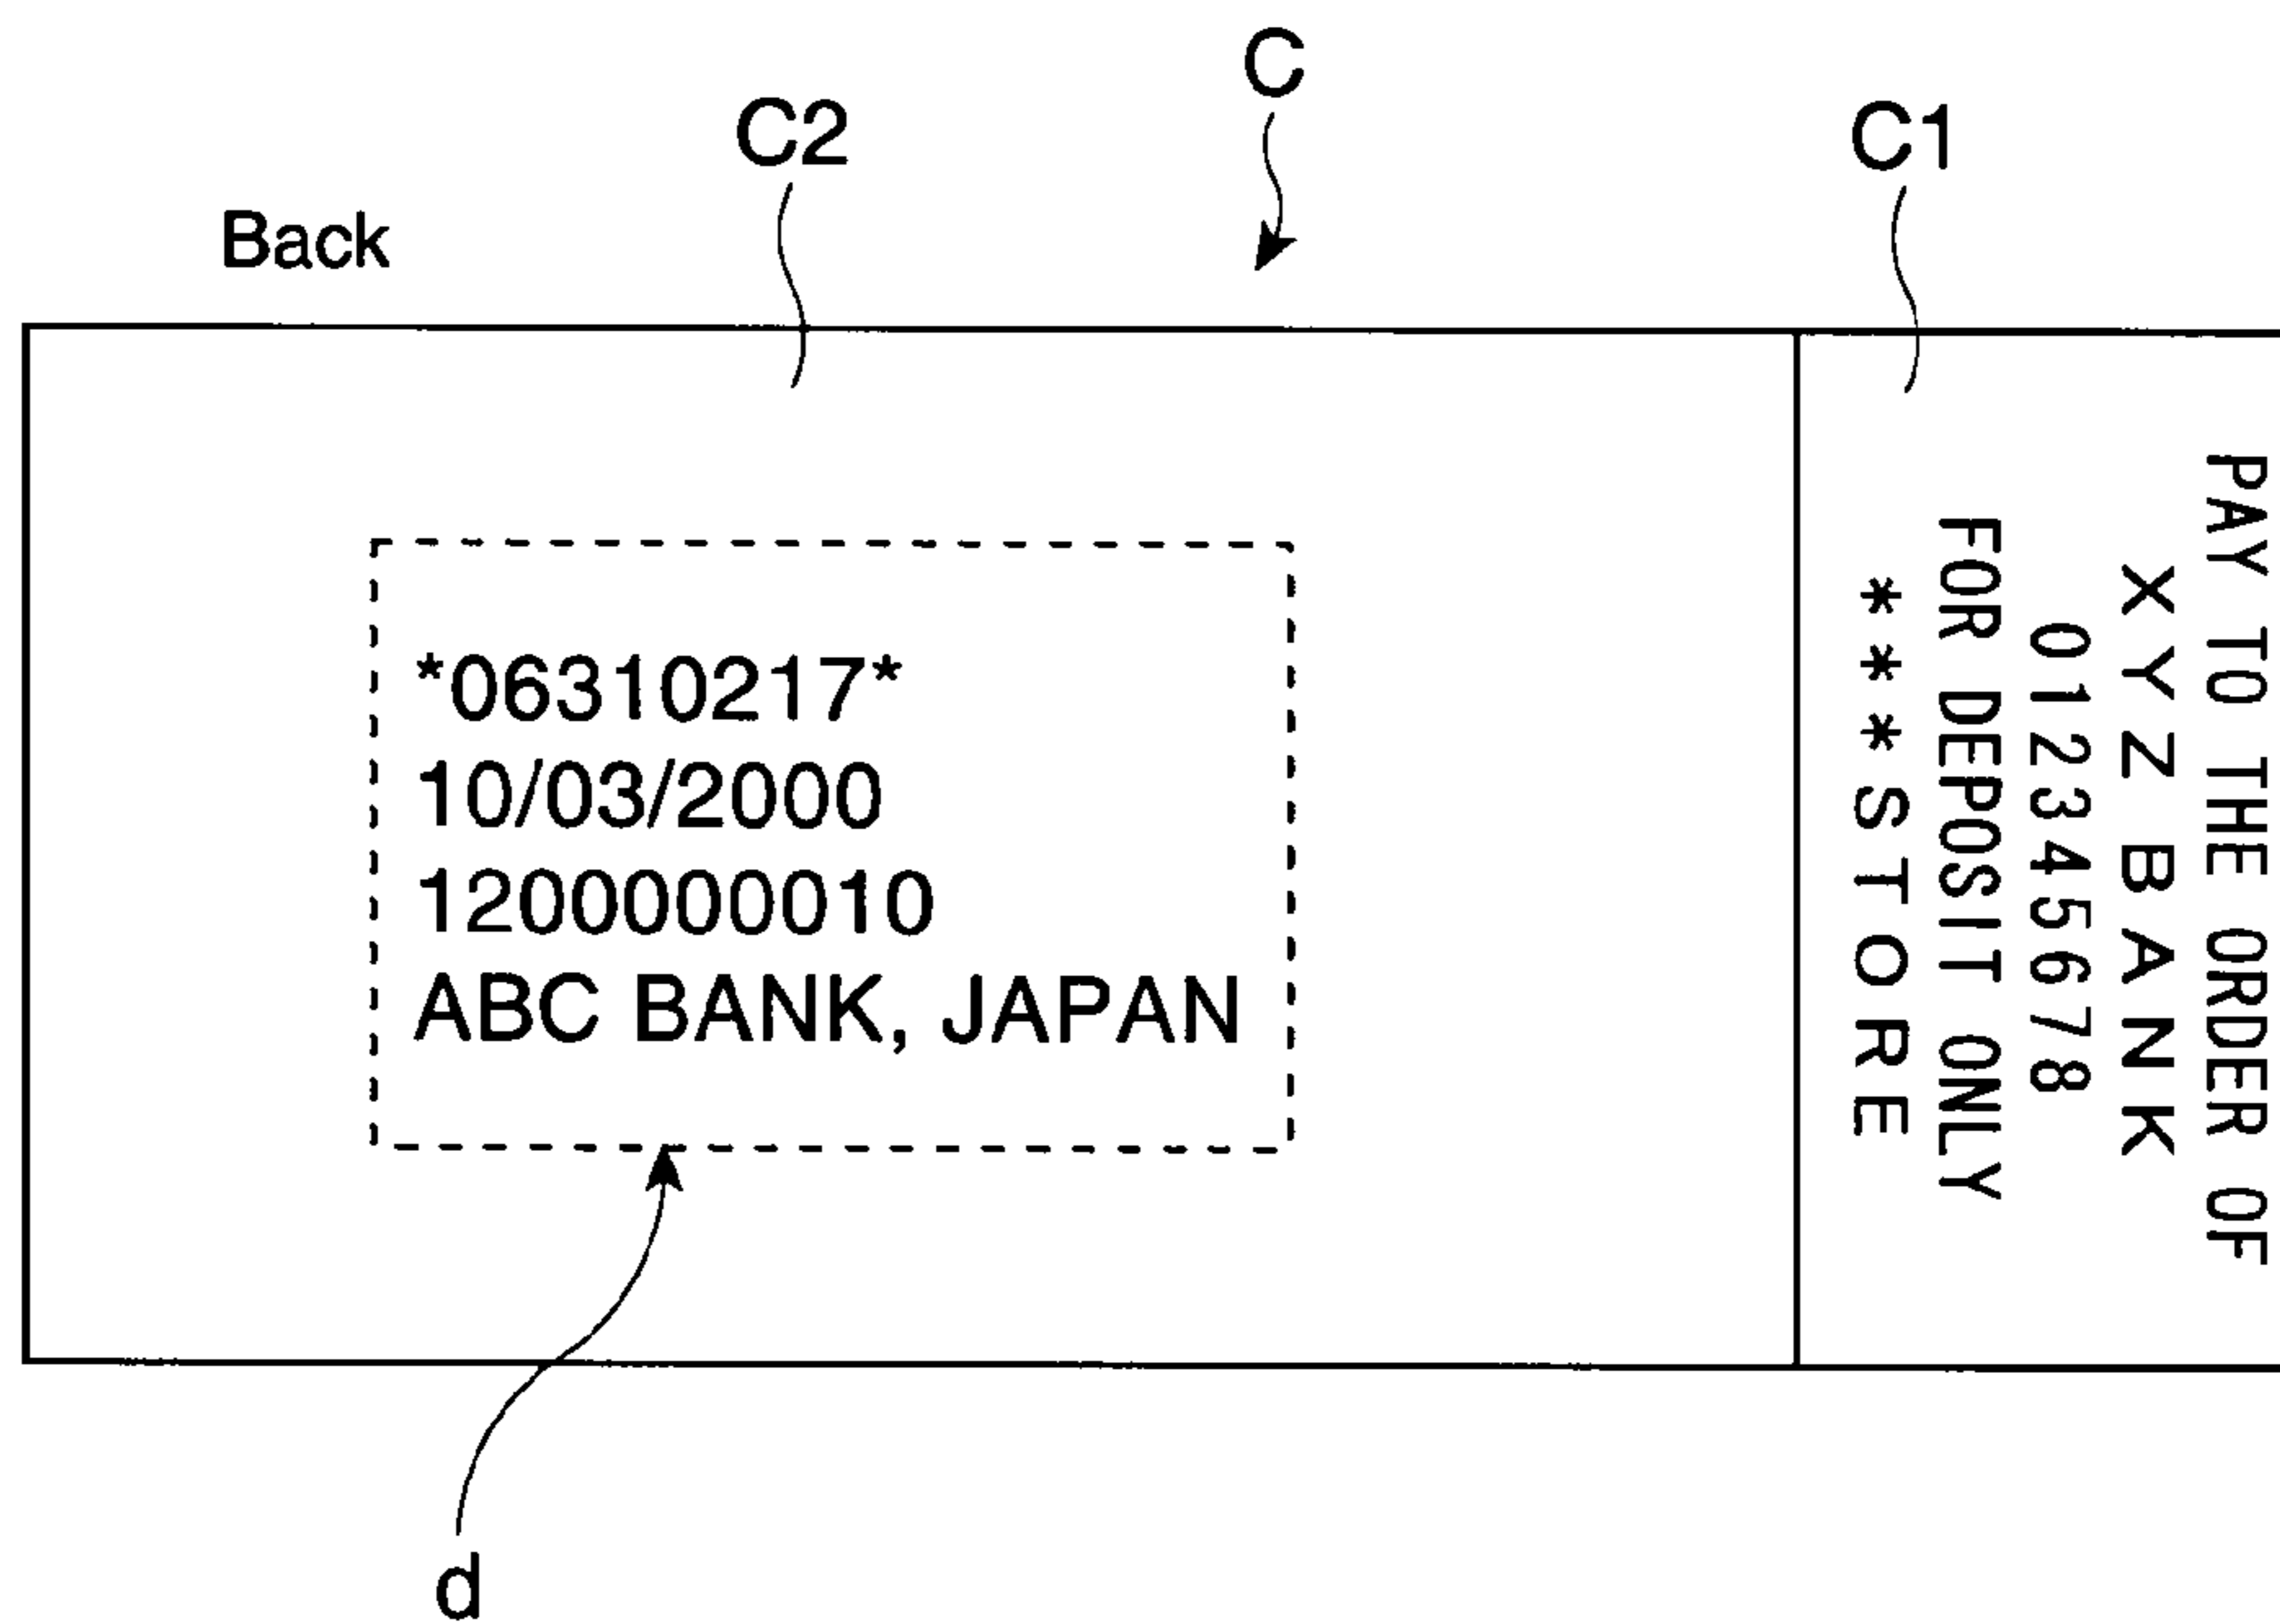 C
C2
C1
Back
*06310217*
10/03/2000
1200000010
ABC BANK, JAPAN
PAY TO THE ORDER OF
XYZ BANK
012345678
FOR DEPOSIT ONLY
***STORE
d